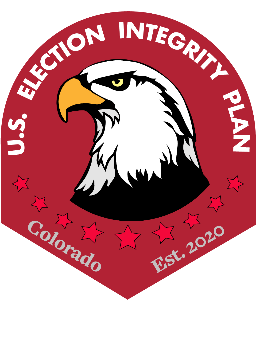 U.S. ELECTION INTEGRITY PLAN
Colorado
Est. 2020